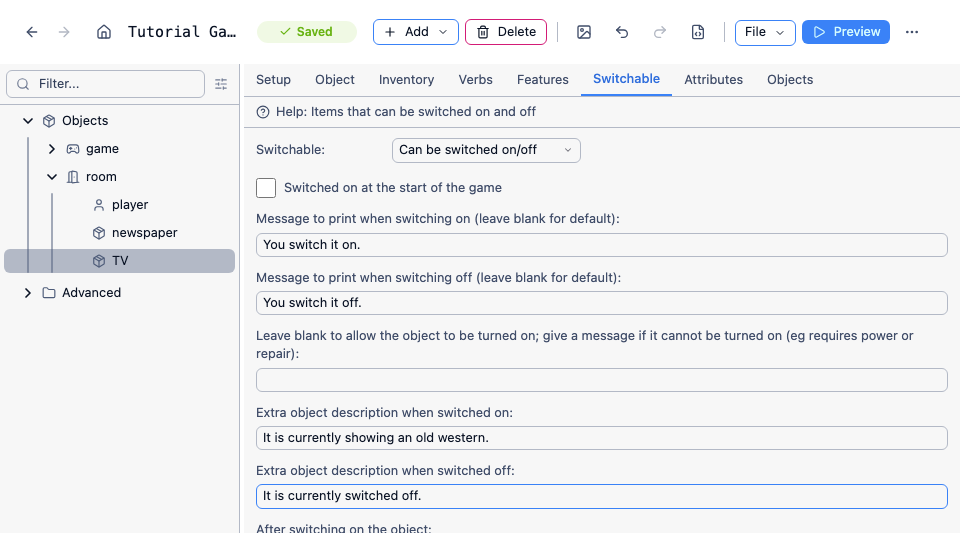 Tutorial Ga…
Saved
Add
Delete
File
Preview
Filter...
Objects
game
room
player
newspaper
TV
Advanced
Setup Object Inventory Verbs Features Switchable Attributes Objects
Help: Items that can be switched on and off
Switchable: Can be switched on/off
Switched on at the start of the game
Message to print when switching on (leave blank for default):
You switch it on.
Message to print when switching off (leave blank for default):
You switch it off.
Leave blank to allow the object to be turned on; give a message if it cannot be turned on (eg requires power or
repair):
Extra object description when switched on:
It is currently showing an old western.
Extra object description when switched off:
It is currently switched off.
After switching on the object: